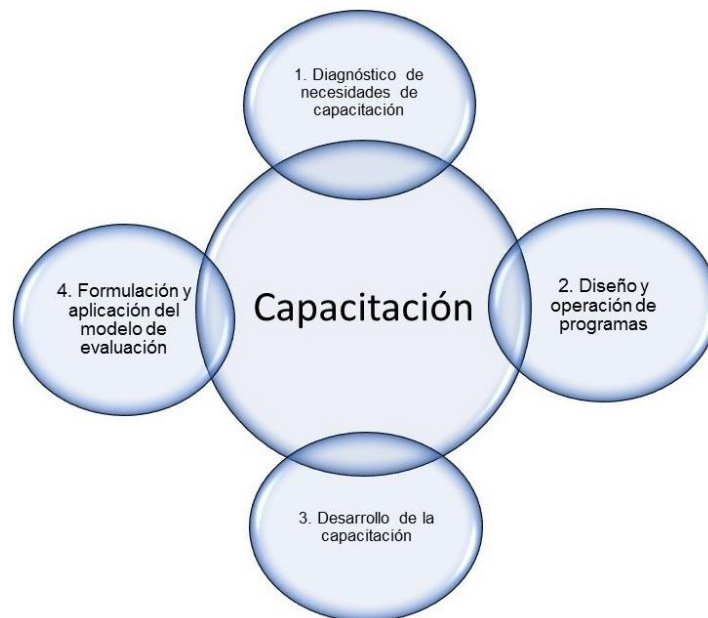 1. Diagnóstico de
necesidades de
capacitación
2. Diseño y
operación de
programas
3. Desarrollo de la
capacitación
4. Formulación y
aplicación del
modelo de
evaluación
Capacitación